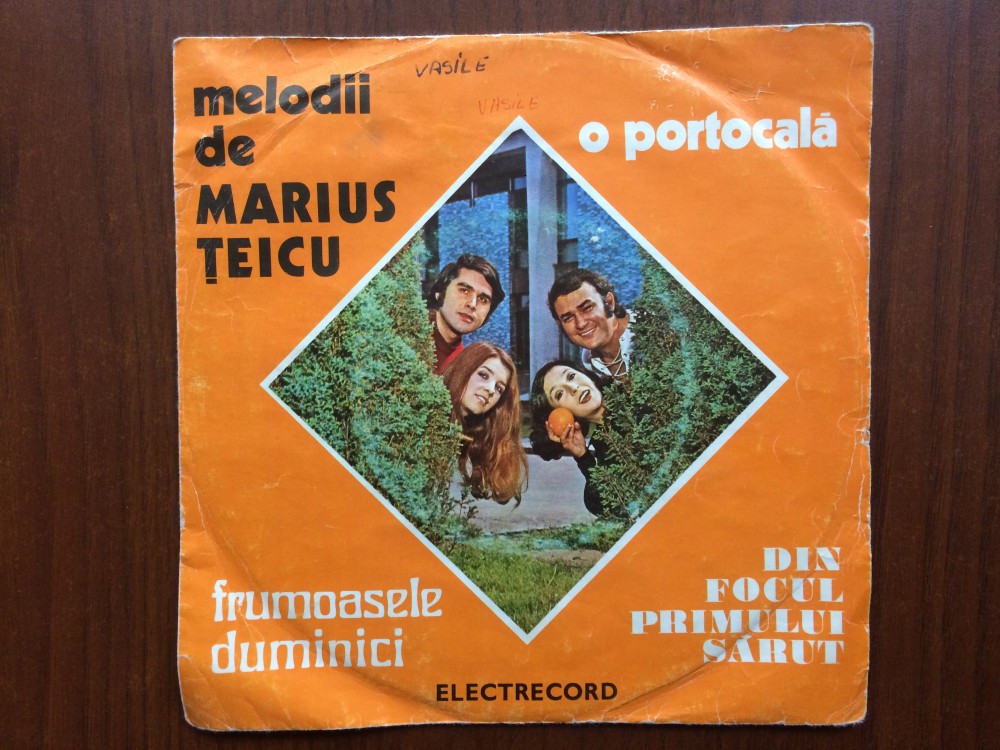 VASILE
VASILE
melodii
de
MARIUS
ȚEICU
o portocală
frumoasele
duminici
DIN
FOCUL
PRIMULUI
SĂRUT
ELECTRECORD